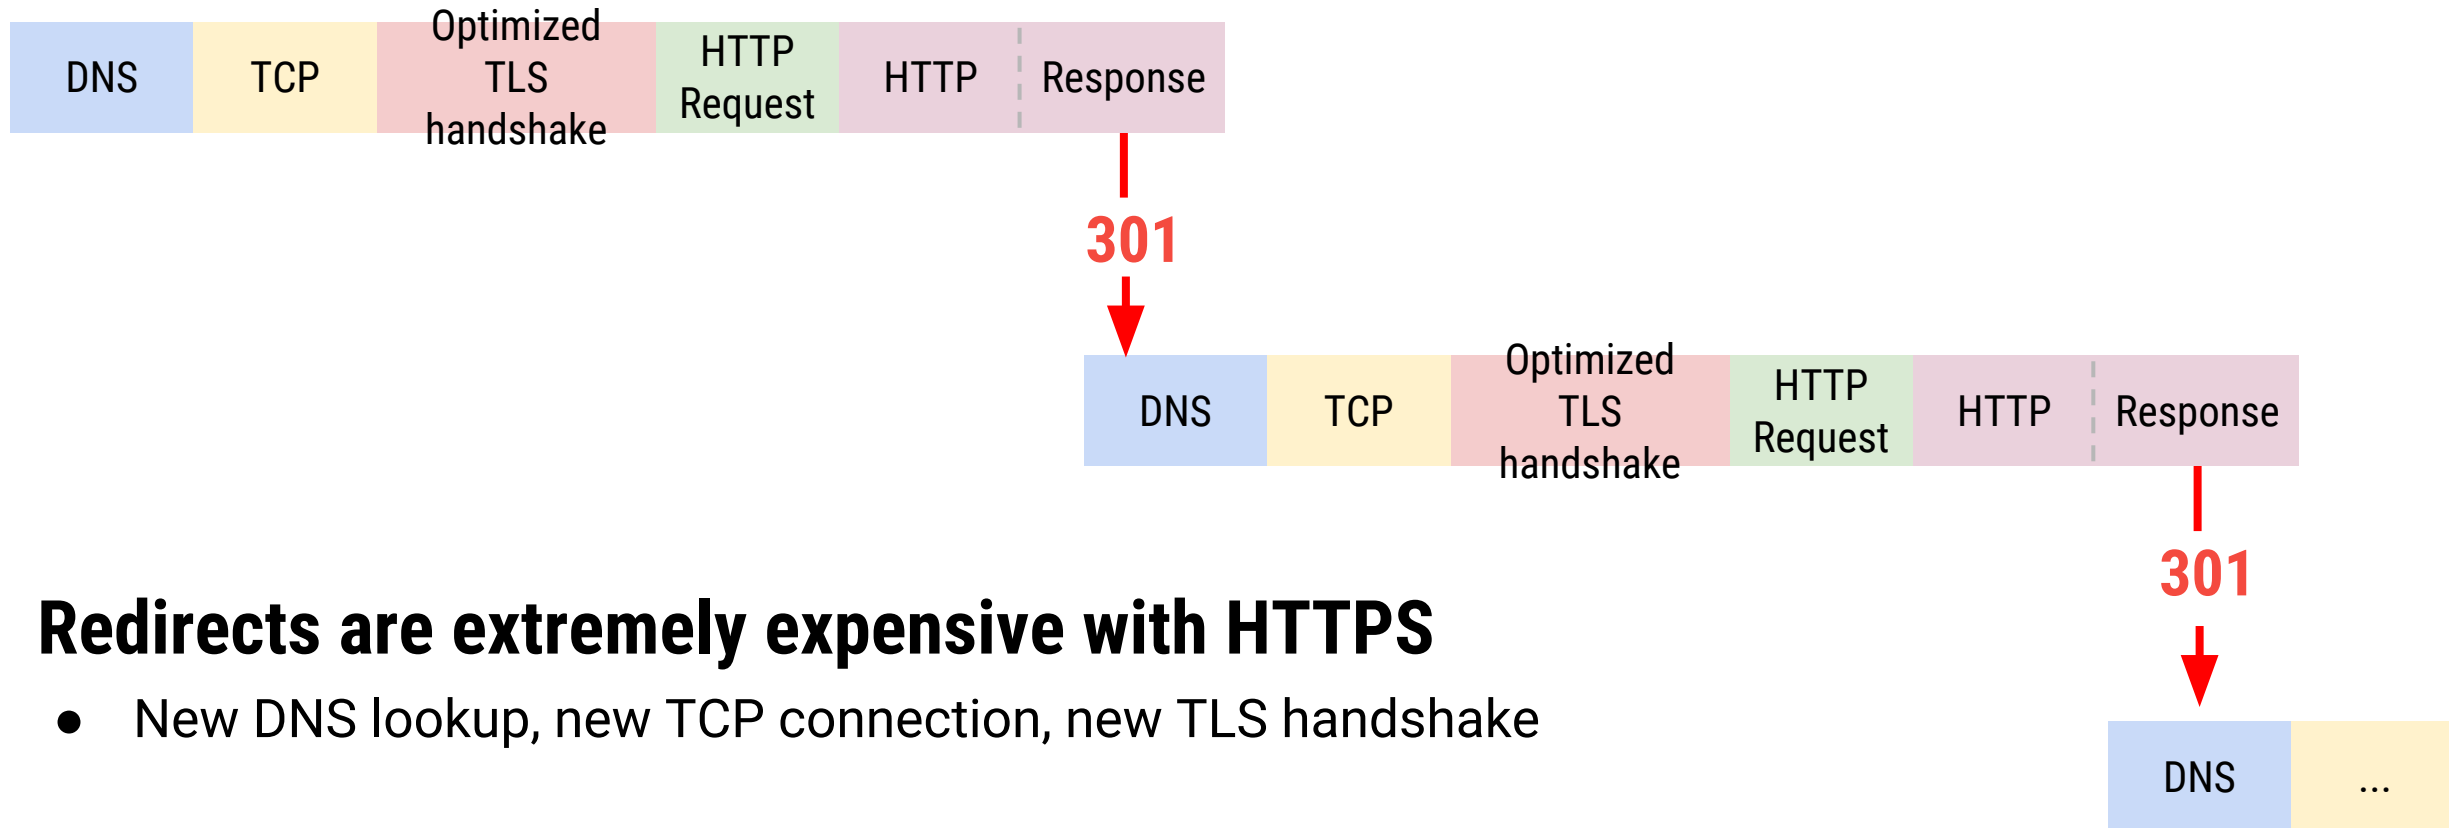 DNS
TCP
Optimized
TLS
handshake
HTTP
Request
HTTP
Response
301
DNS
TCP
Optimized
TLS
handshake
HTTP
Request
HTTP
Response
301
Redirects are extremely expensive with HTTPS
● New DNS lookup, new TCP connection, new TLS handshake
DNS
...